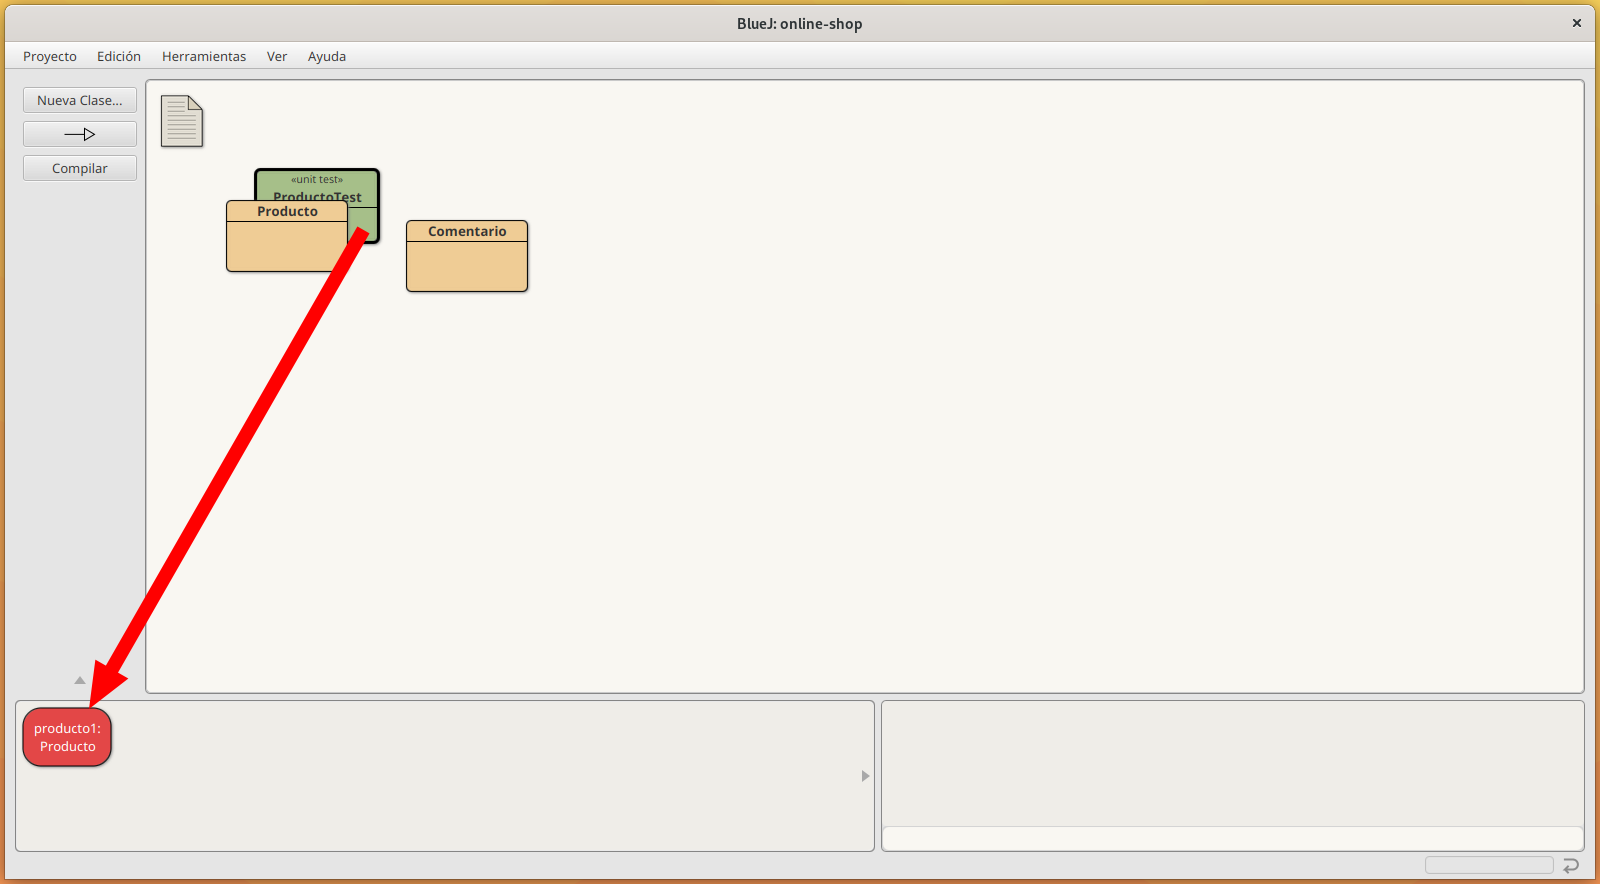 BlueJ: online-shop
Proyecto Edición Herramientas Ver Ayuda
Nueva Clase...
Compilar
«unit test»
ProductoTest
Producto
Comentario
producto1:
Producto